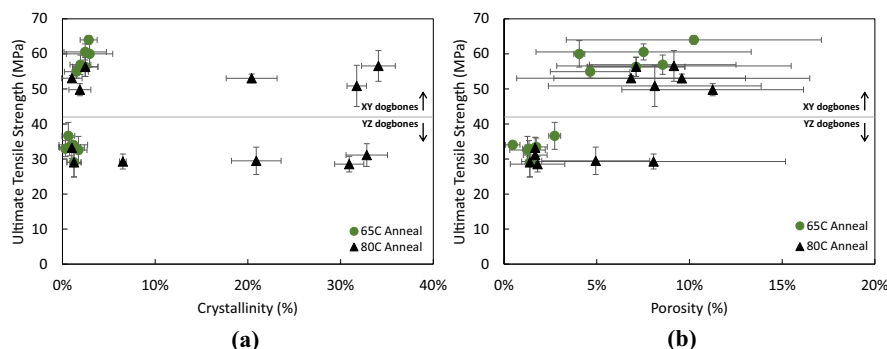 Ultimate Tensile Strength (MPa)
70
60
50
40
30
20
10
0
XY dogbones
YZ dogbones
65C Anneal
80C Anneal
0% 10% 20% 30% 40%
Crystallinity (%)
(a)
Ultimate Tensile Strength (MPa)
70
60
50
40
30
20
10
0
XY dogbones
YZ dogbones
65C Anneal
80C Anneal
0% 5% 10% 15% 20%
Porosity (%)
(b)